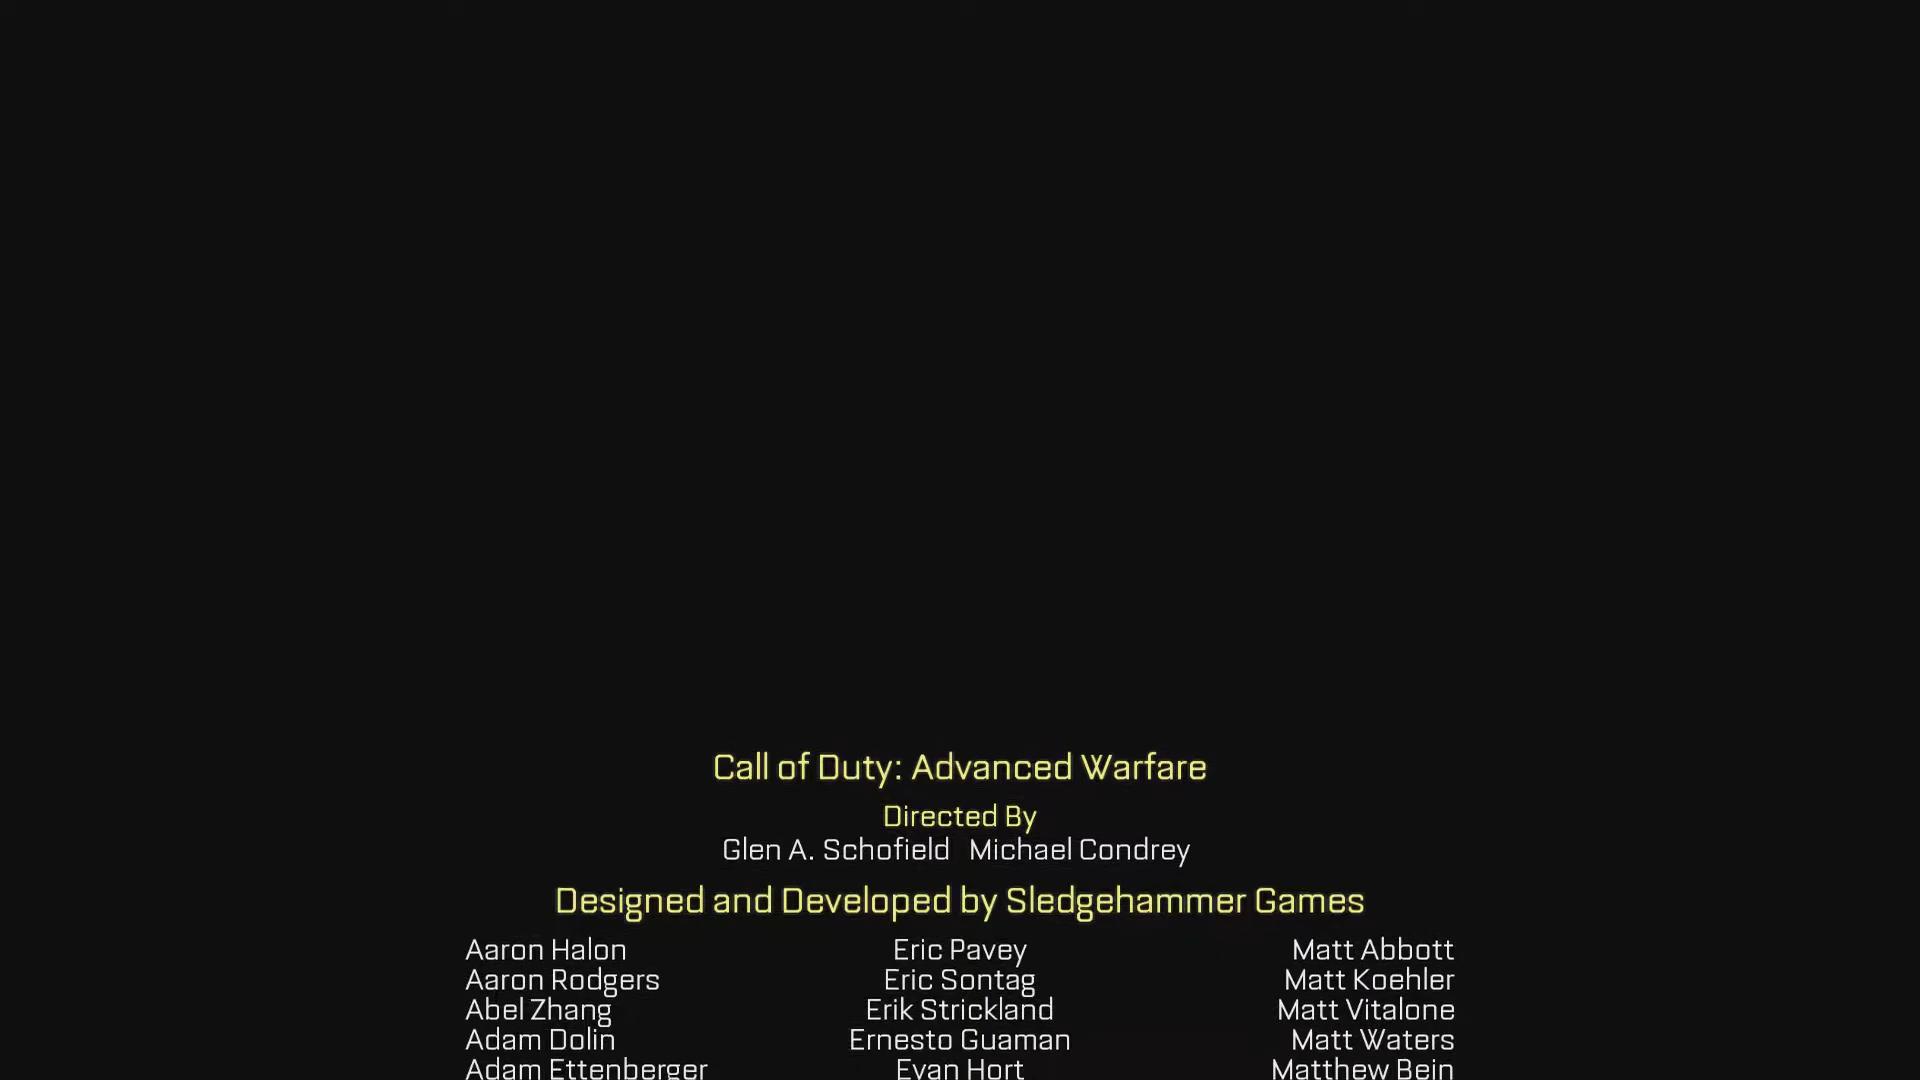 Call of Duty: Advanced Warfare
Directed By
Glen A. Schofield Michael Condrey
Designed and Developed by Sledgehammer Games
Aaron Halon Eric Pavey Matt Abbott
Aaron Rodgers Eric Sontag Matt Koehler
Abel Zhang Erik Strickland Matt Vitalone
Adam Dolin Ernesto Guaman Matt Waters
Adam Ettenberger Evan Hort Matthew Bein